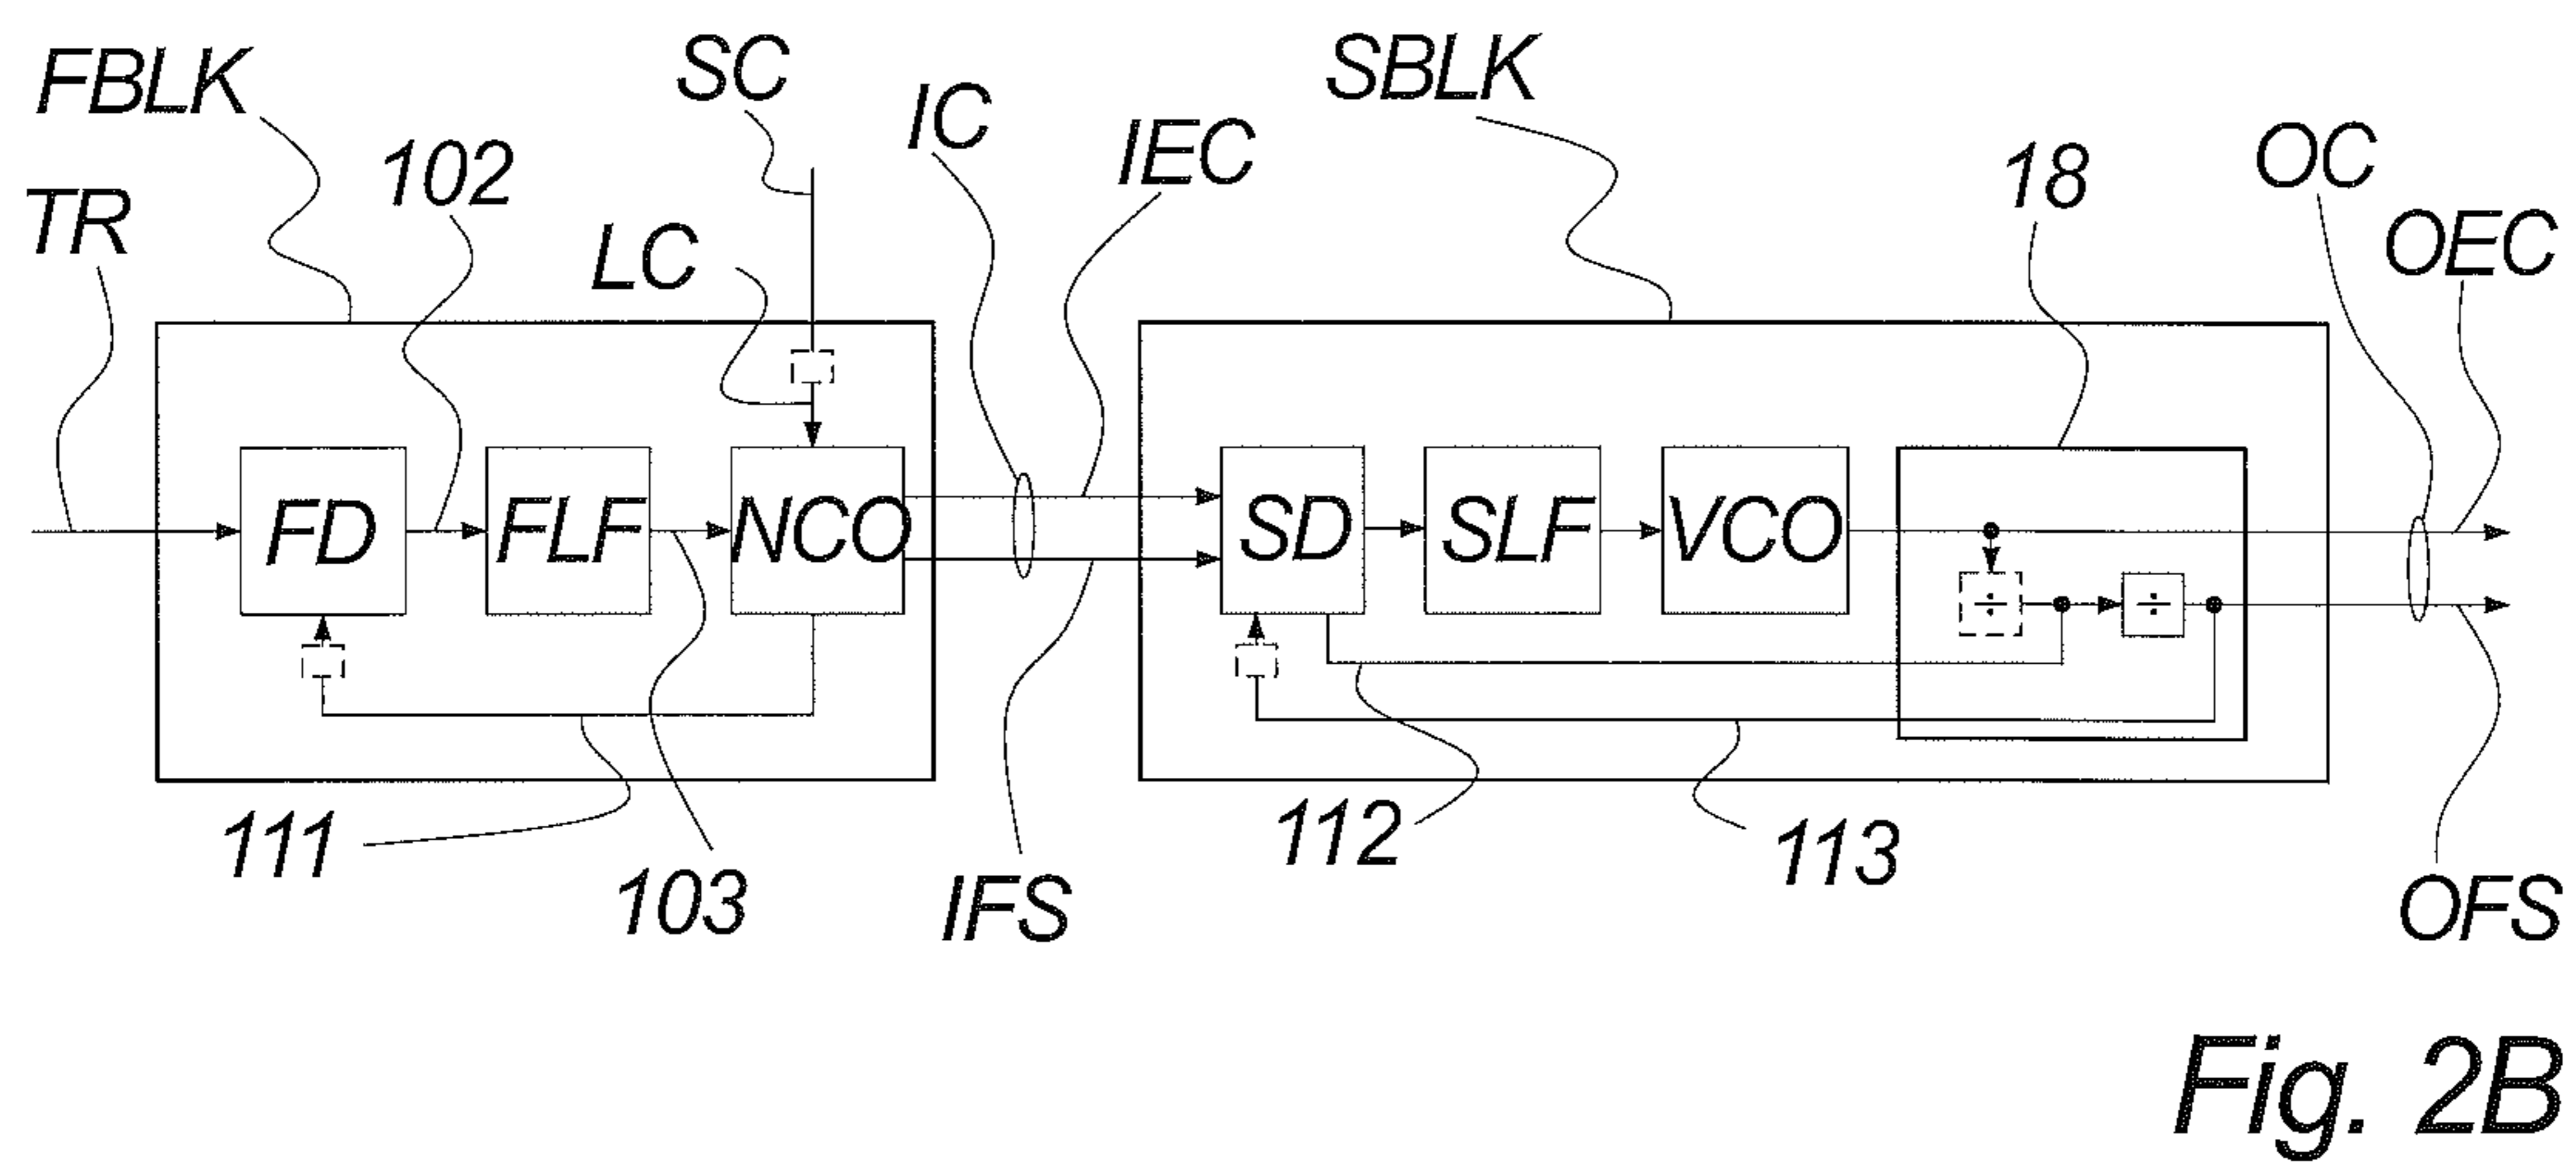 FBLK
SC
SBLK
IC
IEC
OC
102
18
TR
LC
OEC
FD
FLF
NCO
SD
SLF
VCO
÷
÷
111
103
IFS
112
113
OFS
Fig. 2B